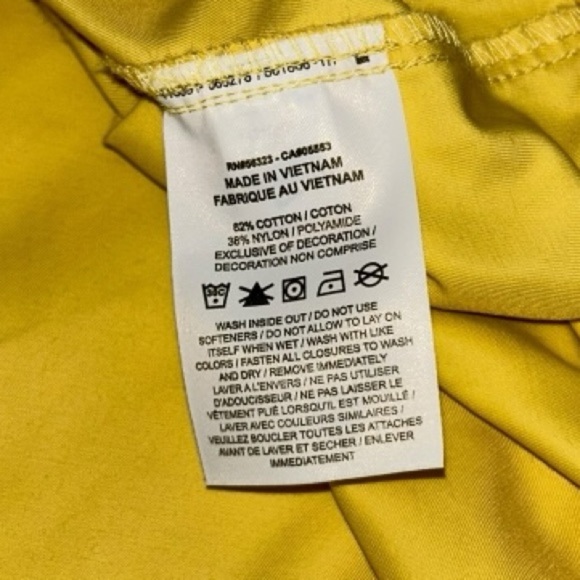 RN#56323 - CA#05553
MADE IN VIETNAM
FABRIQUE AU VIETNAM
62% COTTON / COTON
38% NYLON / POLYAMIDE
EXCLUSIVE OF DECORATION /
DECORATION NON COMPRISE
WASH INSIDE OUT / DO NOT USE
SOFTENERS / DO NOT ALLOW TO LAY ON
ITSELF WHEN WET / WASH WITH LIKE
COLORS / FASTEN ALL CLOSURES TO WASH
AND DRY / REMOVE IMMEDIATELY
LAVER A L'ENVERS / NE PAS UTILISER
D'ADOUCISSEUR / NE PAS LAISSER LE
VÊTEMENT PLIÉ LORSQU'IL EST MOUILLÉ /
LAVER AVEC COULEURS SIMILAIRES /
VEUILLEZ BOUCLER TOUTES LES ATTACHES
AVANT DE LAVER ET SECHER / ENLEVER
IMMEDIATEMENT